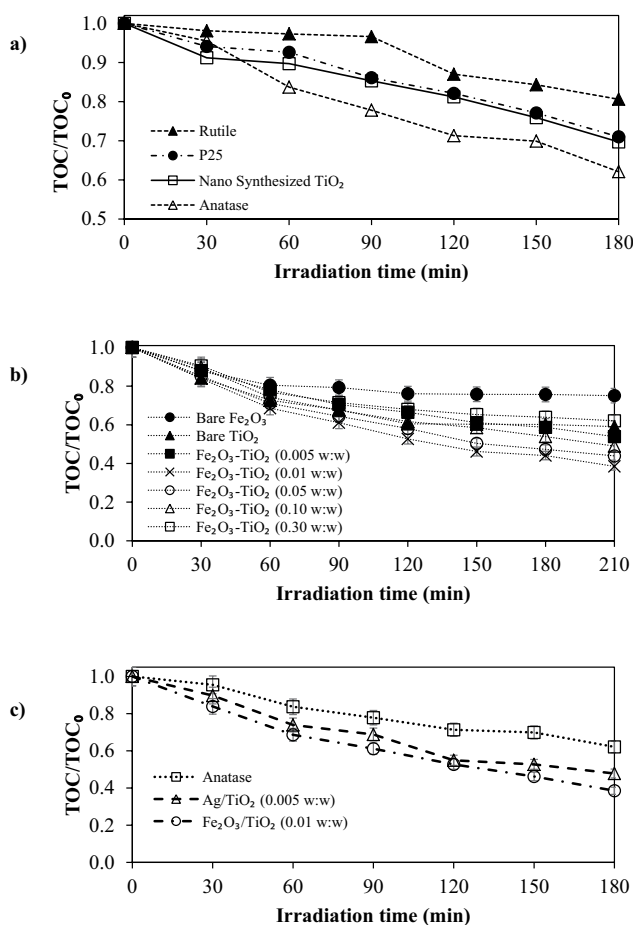 a)
TOC/TOC₀
1.0
0.9
0.8
0.7
0.6
0.5
Rutile
P25
Nano Synthesized TiO₂
Anatase
0 30 60 90 120 150 180
Irradiation time (min)
b)
TOC/TOC₀
1.0
0.8
0.6
0.4
0.2
0.0
Bare Fe₂O₃
Bare TiO₂
Fe₂O₃-TiO₂ (0.005 w:w)
Fe₂O₃-TiO₂ (0.01 w:w)
Fe₂O₃-TiO₂ (0.05 w:w)
Fe₂O₃-TiO₂ (0.10 w:w)
Fe₂O₃-TiO₂ (0.30 w:w)
0 30 60 90 120 150 180 210
Irradiation time (min)
c)
TOC/TOC₀
1.0
0.8
0.6
0.4
0.2
0.0
Anatase
Ag/TiO₂ (0.005 w:w)
Fe₂O₃/TiO₂ (0.01 w:w)
0 30 60 90 120 150 180
Irradiation time (min)